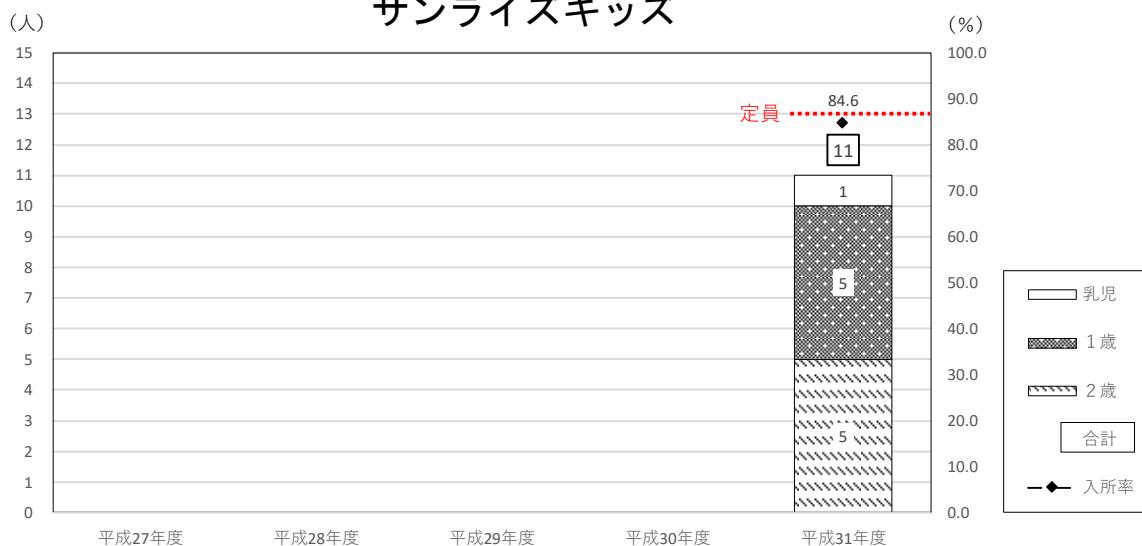 サンライズキッズ
（人）
（%）
15
14
13
12
11
10
9
8
7
6
5
4
3
2
1
0
定員
84.6
11
1
5
5
100.0
90.0
80.0
70.0
60.0
50.0
40.0
30.0
20.0
10.0
0.0
平成27年度
平成28年度
平成29年度
平成30年度
平成31年度
乳児
1歳
2歳
合計
入所率